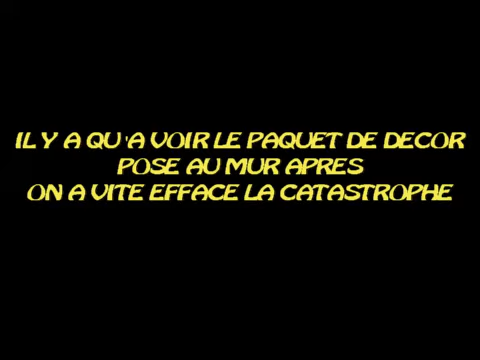 IL Y A QU'A VOIR LE PAQUET DE DECOR
POSE AU MUR APRES
ON A VITE EFFACE LA CATASTROPHE